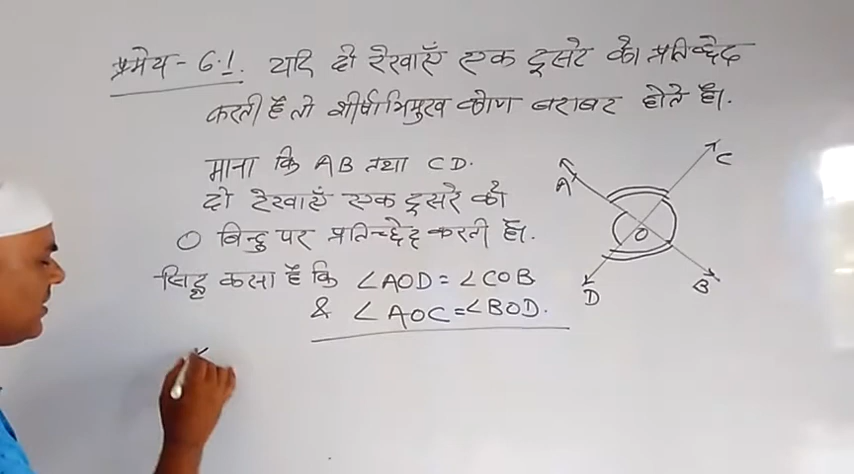 प्रमेय- 6.1. यदि दो रेखाएँ एक दूसरे को प्रतिच्छेद
करती हैं तो शीर्षाभिमुख कोण बराबर होते हैं।
माना कि AB तथा CD.
दो रेखाएँ एक दूसरे को
O बिन्दु पर प्रतिच्छेद करती हैं।
सिद्ध करना है कि ∠AOD = ∠COB
& ∠AOC = ∠BOD.
A
C
O
D
B